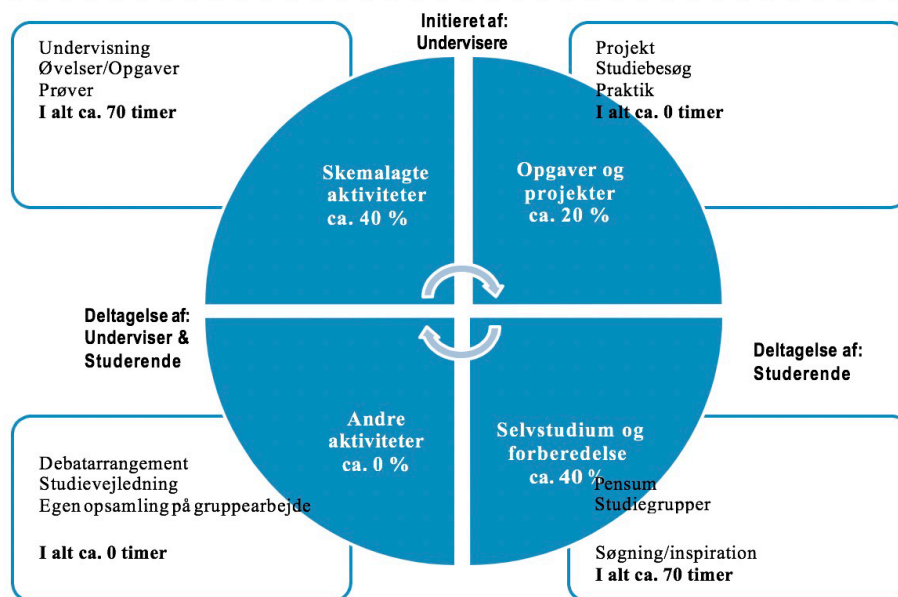 Initieret af:
Undervisere
Undervisning
Øvelser/Opgaver
Prøver
I alt ca. 70 timer
Projekt
Studiebesøg
Praktik
I alt ca. 0 timer
Skemalagte
aktiviteter
ca. 40 %
Opgaver og
projekter
ca. 20 %
Deltagelse af:
Underviser &
Studerende
Deltagelse af:
Studerende
Andre
aktiviteter
ca. 0 %
Selvstudium og
forberedelse
ca. 40 %
Debatarrangement
Studievejledning
Egen opsamling på gruppearbejde
I alt ca. 0 timer
Pensum
Studiegrupper
Søgning/inspiration
I alt ca. 70 timer